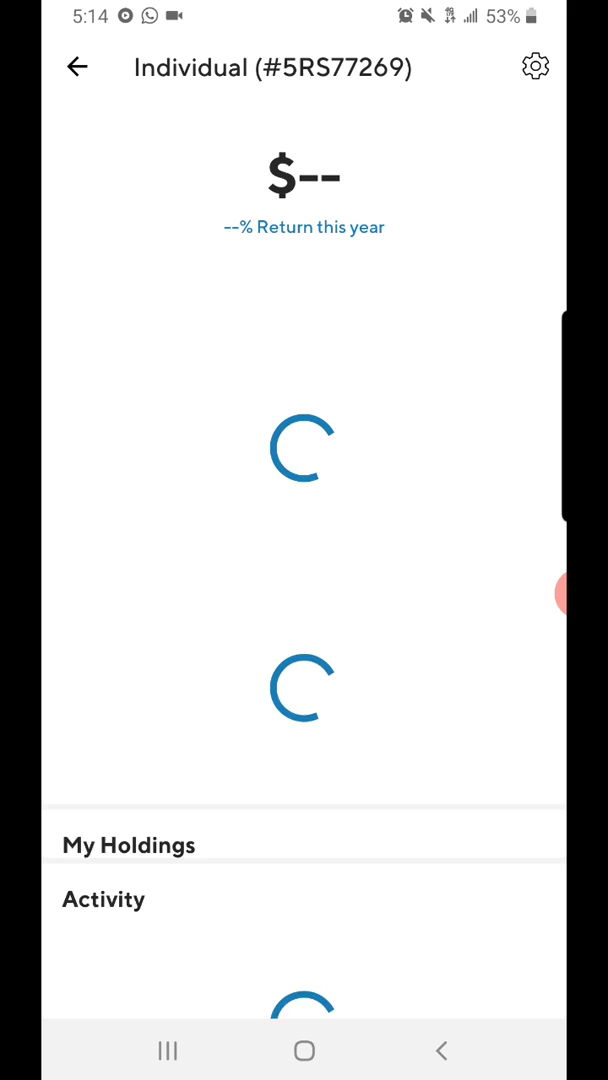 5:14 53%
Individual (#5RS77269)
$--
--% Return this year
My Holdings
Activity